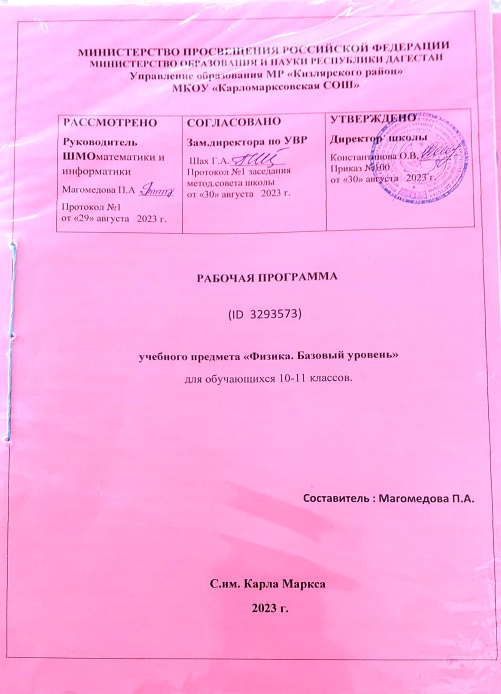 МИНИСТЕРСТВО ПРОСВЕЩЕНИЯ РОССИЙСКОЙ ФЕДЕРАЦИИ
МИНИСТЕРСТВО ОБРАЗОВАНИЯ И НАУКИ РЕСПУБЛИКИ ДАГЕСТАН
Управление образования МР «Кизлярского район»
МКОУ «Карломарксовская СОШ»
РАССМОТРЕНО
Руководитель
ШМОматематики и
информатики
Магомедова П.А
Протокол №1
от «29» августа 2023 г.
СОГЛАСОВАНО
Зам.директора по УВР
Шах Г.А.
Протокол №1 заседания
метод.совета школы
от «30» августа 2023 г.
УТВЕРЖДЕНО
Директор школы
Константинова О.В.
Приказ №100
от «30» августа 2023 г.
РАБОЧАЯ ПРОГРАММА
(ID 3293573)
учебного предмета «Физика. Базовый уровень»
для обучающихся 10-11 классов.
Составитель : Магомедова П.А.
С.им. Карла Маркса
2023 г.